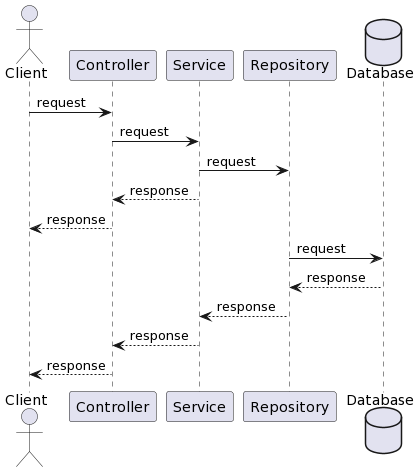 Client
Controller
Service
Repository
Database
request
request
request
response
response
request
response
response
response
response
Client
Controller
Service
Repository
Database